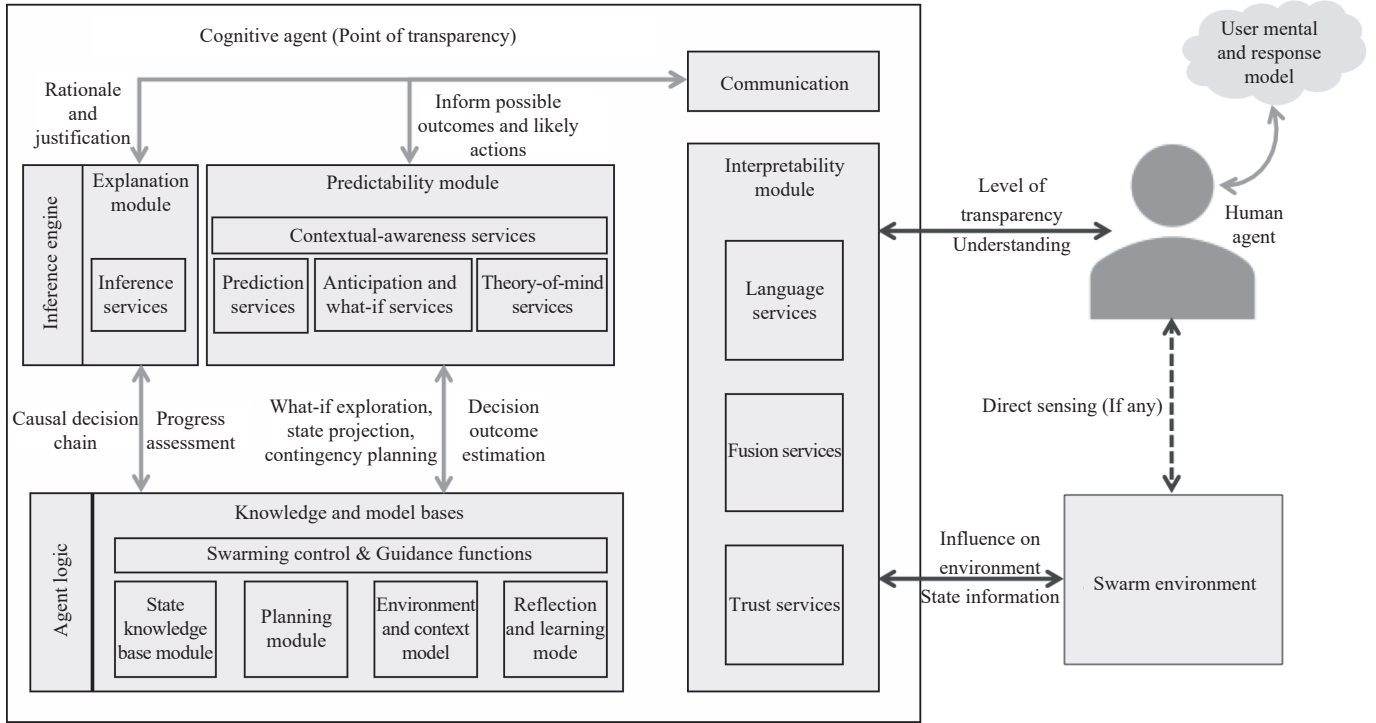 Cognitive agent (Point of transparency)
User mental
and response
model
Communication
Rationale
and
justification
Inform possible
outcomes and likely
actions
Inference engine
Explanation
module
Inference
services
Predictability module
Contextual-awareness services
Prediction
services
Anticipation and
what-if services
Theory-of-mind
services
Interpretability
module
Language
services
Fusion services
Trust services
Level of
transparency
Understanding
Human
agent
Causal decision
chain
Progress
assessment
What-if exploration,
state projection,
contingency planning
Decision
outcome
estimation
Direct sensing (If any)
Agent logic
Knowledge and model bases
Swarming control & Guidance functions
State
knowledge
base module
Planning
module
Environment
and context
model
Reflection
and learning
mode
Influence on
environment
State information
Swarm environment